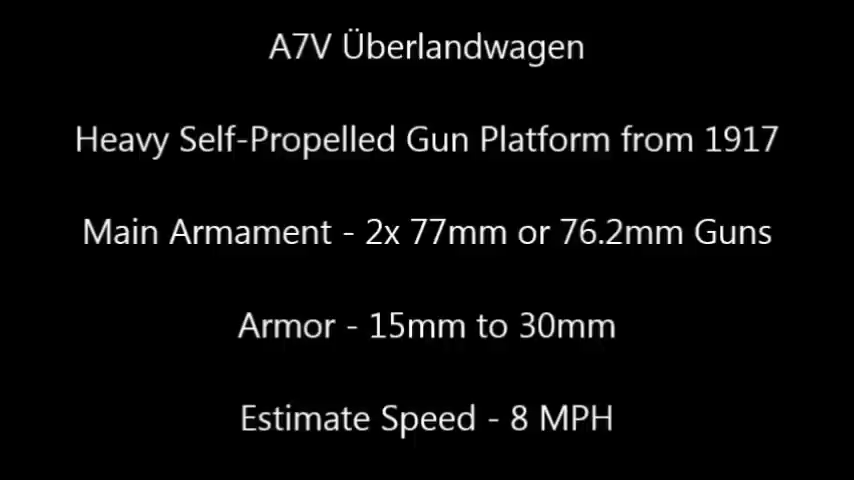 A7V Überlandwagen
Heavy Self-Propelled Gun Platform from 1917
Main Armament - 2x 77mm or 76.2mm Guns
Armor - 15mm to 30mm
Estimate Speed - 8 MPH